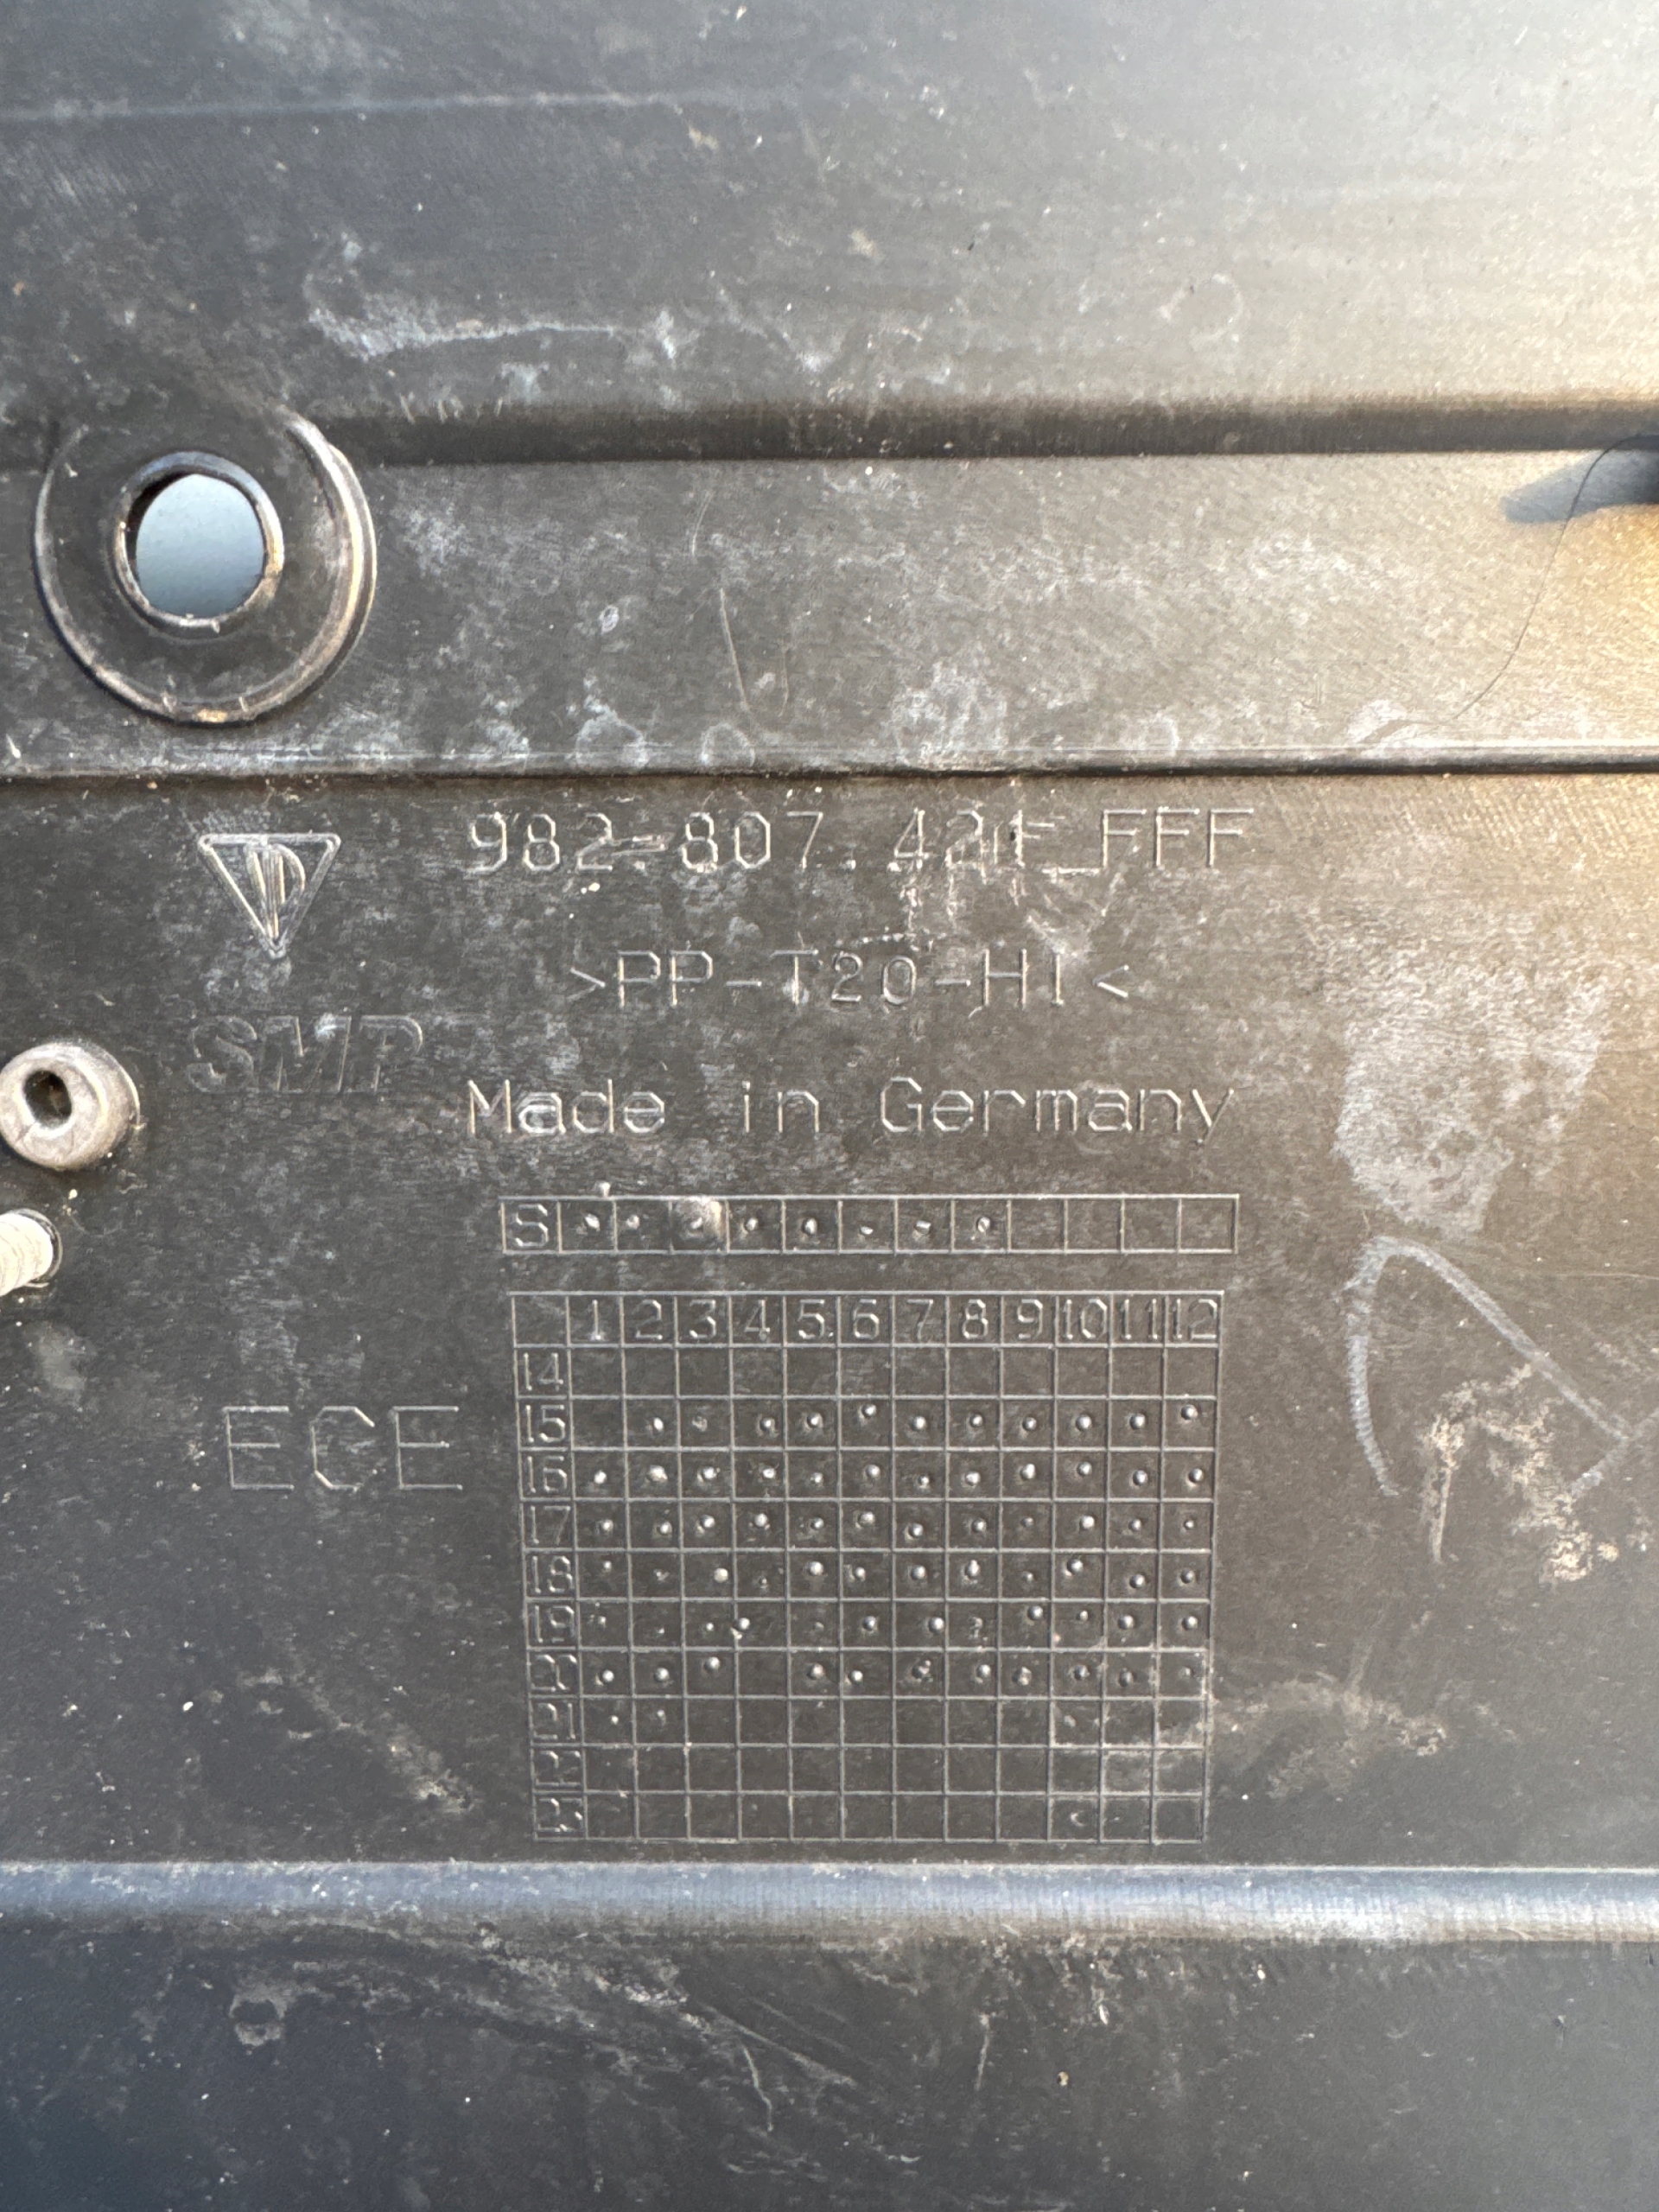 982.807.421_FFF
>PP-T20-HI<
SMP
Made in Germany
S
1 2 3 4 5 6 7 8 9 10 11 12
14
15
16
17
18
19
20
21
22
23
ECE